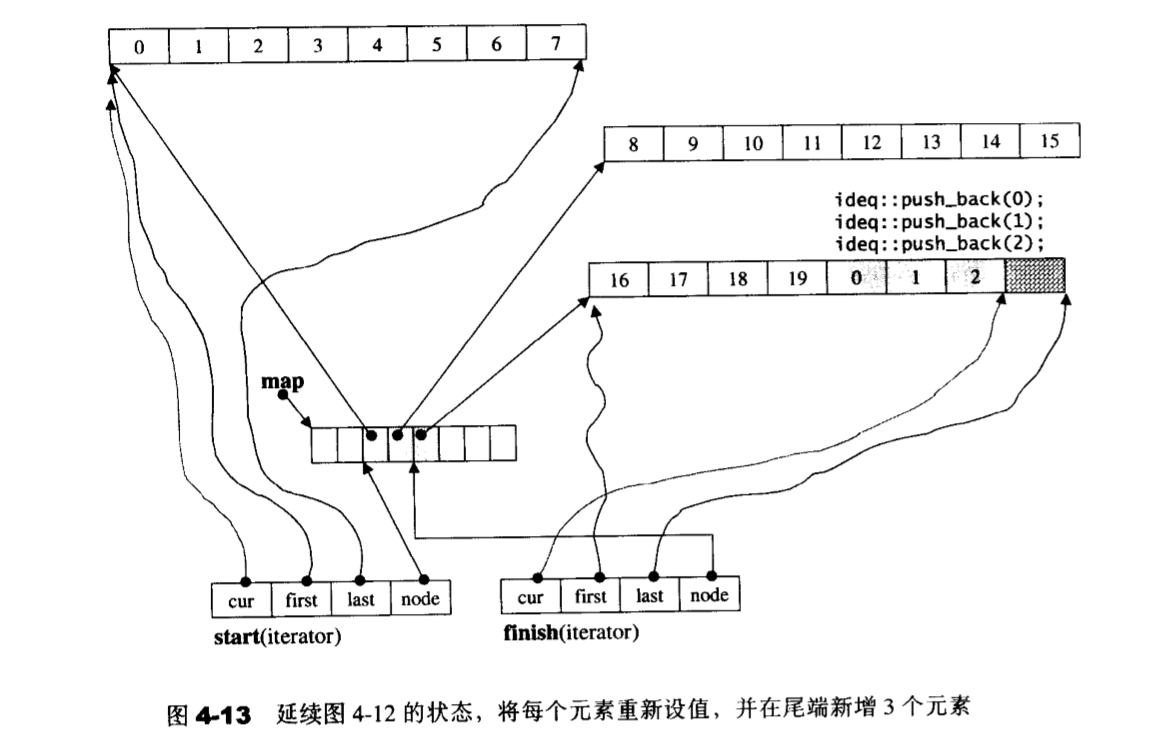 0 1 2 3 4 5 6 7
8 9 10 11 12 13 14 15
ideq::push_back(0);
ideq::push_back(1);
ideq::push_back(2);
16 17 18 19 0 1 2
map
cur first last node
start(iterator)
cur first last node
finish(iterator)
图 4-13 延续图 4-12 的状态，将每个元素重新设值，并在尾端新增 3 个元素